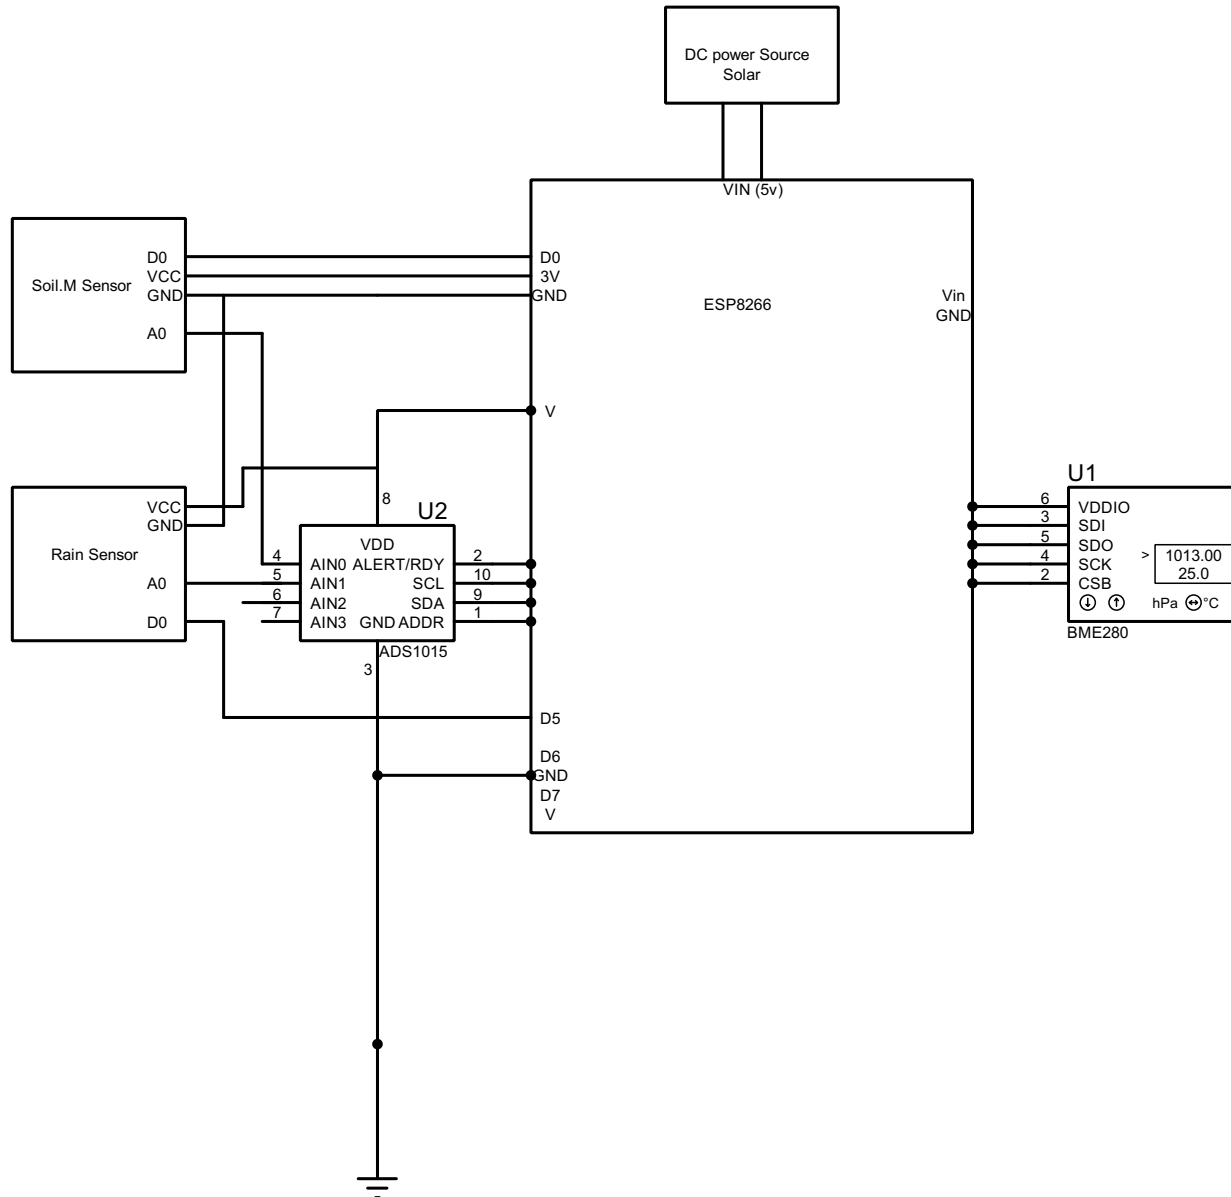 DC power Source
Solar
VIN (5v)
D0
VCC
GND
A0
Soil.M Sensor
D0
3V
GND
ESP8266
Vin
GND
V
U1
6 VDDIO
3 SDI
5 SDO
4 SCK
2 CSB
> 1013.00
25.0
hPa °C
BME280
8
U2
VDD
4 AIN0 ALERT/RDY 2
5 AIN1 SCL 10
6 AIN2 SDA 9
7 AIN3 GND ADDR 1
ADS1015
3
VCC
GND
Rain Sensor
A0
D0
D5
D6
GND
D7
V